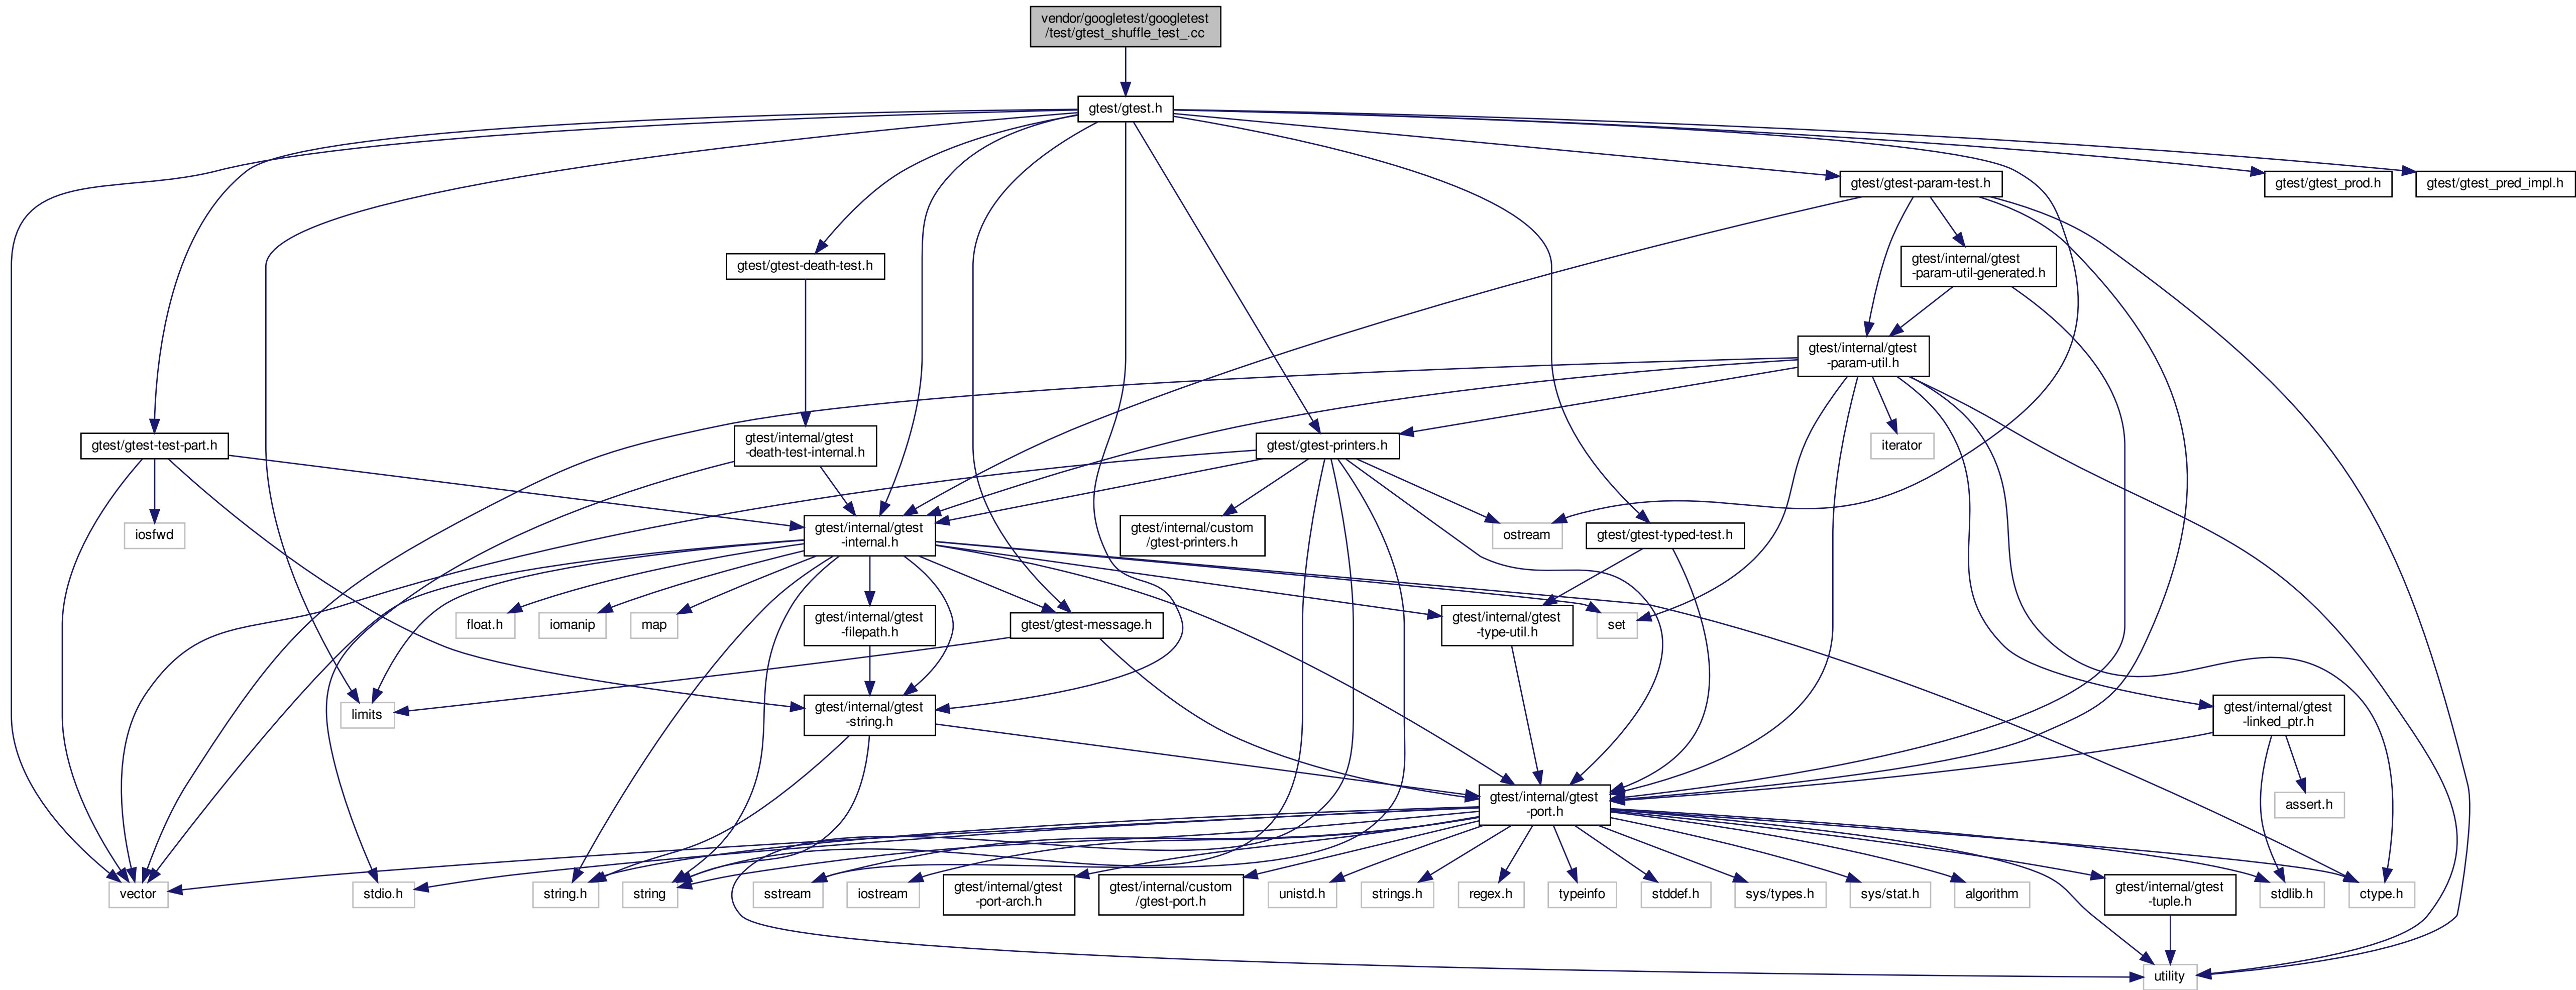 vendor/googletest/googletest
/test/gtest_shuffle_test_.cc
gtest/gtest.h
gtest/gtest-param-test.h
gtest/gtest_prod.h
gtest/gtest_pred_impl.h
gtest/gtest-death-test.h
gtest/internal/gtest
-param-util-generated.h
gtest/internal/gtest
-param-util.h
gtest/gtest-test-part.h
gtest/internal/gtest
-death-test-internal.h
gtest/gtest-printers.h
iterator
iosfwd
gtest/internal/gtest
-internal.h
gtest/internal/custom
/gtest-printers.h
ostream
gtest/gtest-typed-test.h
float.h
iomanip
map
gtest/internal/gtest
-filepath.h
gtest/gtest-message.h
gtest/internal/gtest
-type-util.h
set
limits
gtest/internal/gtest
-string.h
gtest/internal/gtest
-linked_ptr.h
gtest/internal/gtest
-port.h
assert.h
vector
stdio.h
string.h
string
sstream
iostream
gtest/internal/gtest
-port-arch.h
gtest/internal/custom
/gtest-port.h
unistd.h
strings.h
regex.h
typeinfo
stddef.h
sys/types.h
sys/stat.h
algorithm
gtest/internal/gtest
-tuple.h
stdlib.h
ctype.h
utility